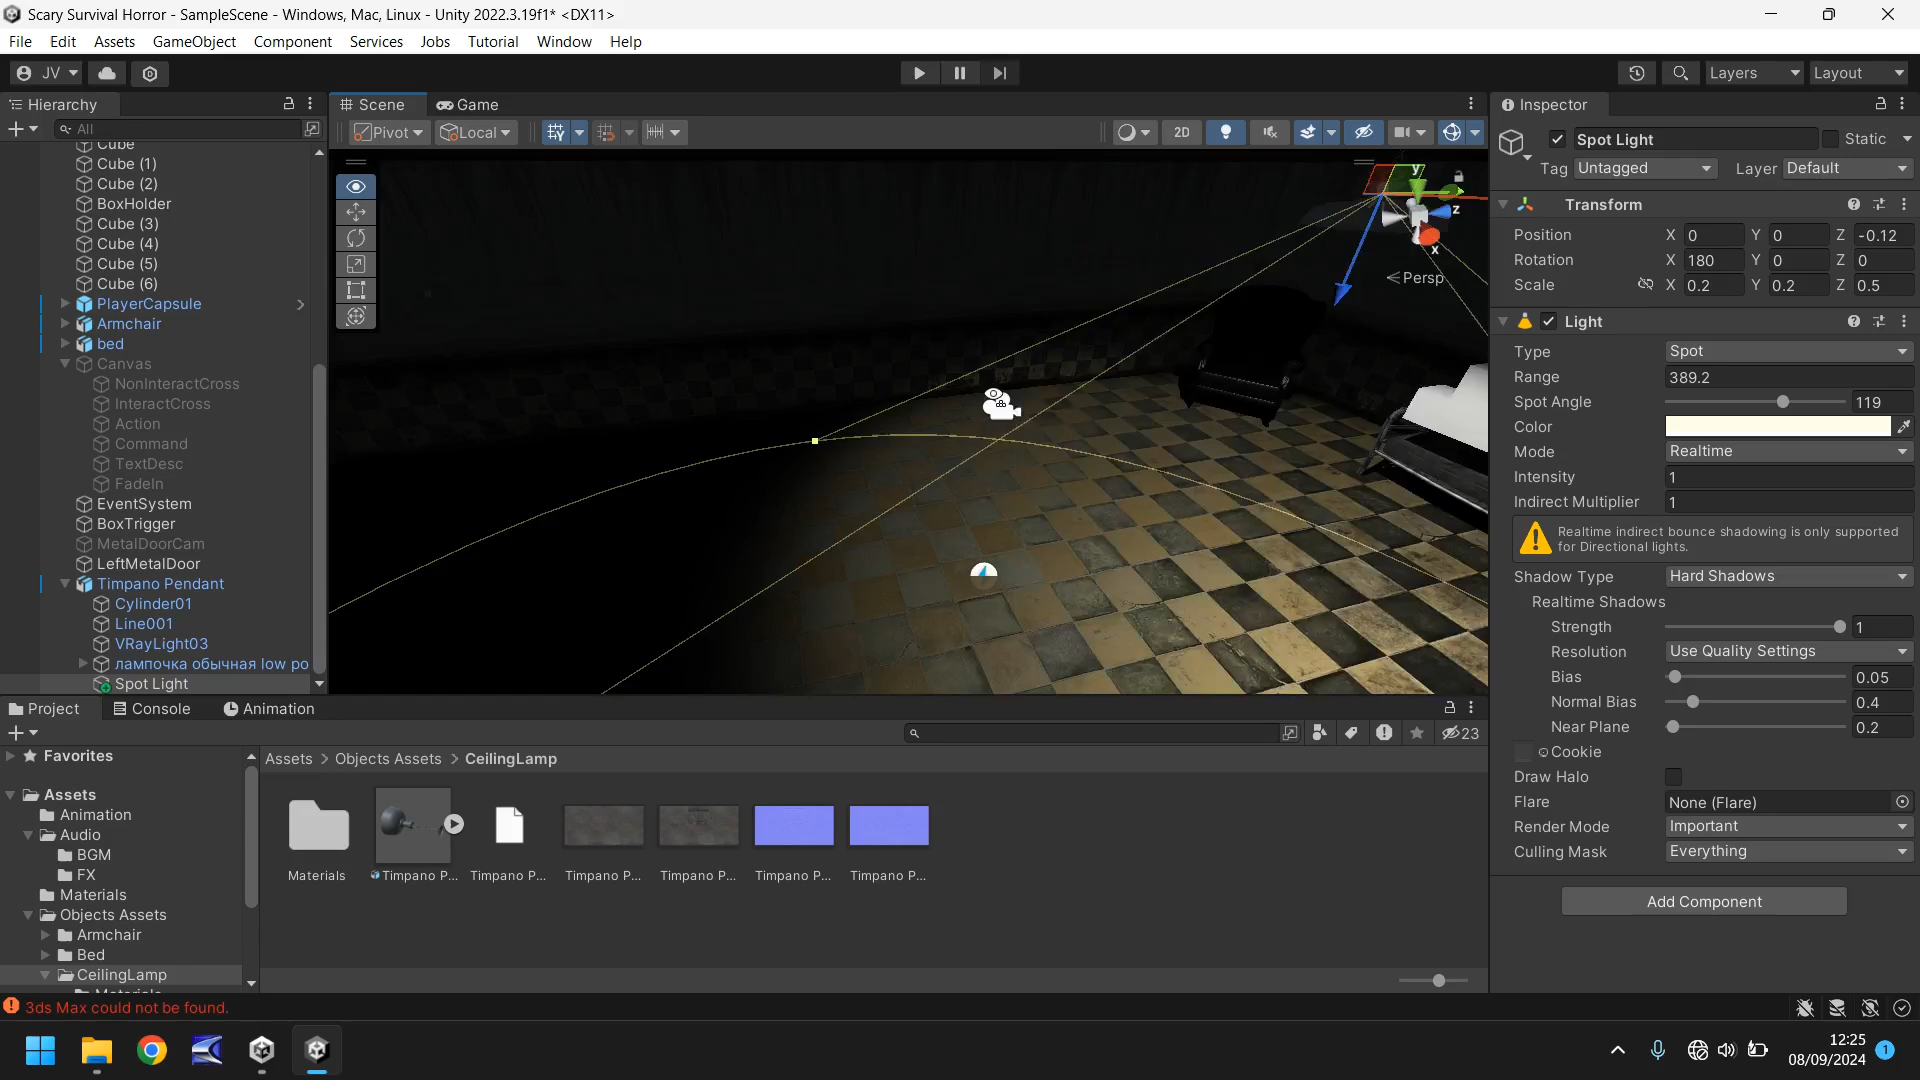 Scary Survival Horror - SampleScene - Windows, Mac, Linux - Unity 2022.3.19f1* <DX11>
File Edit Assets GameObject Component Services Jobs Tutorial Window Help
JV Layers Layout
Hierarchy
All
Cube
Cube (1)
Cube (2)
BoxHolder
Cube (3)
Cube (4)
Cube (5)
Cube (6)
PlayerCapsule
Armchair
bed
Canvas
NonInteractCross
InteractCross
Action
Command
TextDesc
FadeIn
EventSystem
BoxTrigger
MetalDoorCam
LeftMetalDoor
Timpano Pendant
Cylinder01
Line001
VRayLight03
лампочка обычная low po
Spot Light
Scene Game
Pivot Local 2D
y
z
x
Persp
Inspector
Spot Light Static
Tag Untagged Layer Default
Transform
Position X 0 Y 0 Z -0.12
Rotation X 180 Y 0 Z 0
Scale X 0.2 Y 0.2 Z 0.5
Light
Type Spot
Range 389.2
Spot Angle 119
Color
Mode Realtime
Intensity 1
Indirect Multiplier 1
Realtime indirect bounce shadowing is only supported
for Directional lights.
Shadow Type Hard Shadows
Realtime Shadows
Strength 1
Resolution Use Quality Settings
Bias 0.05
Normal Bias 0.4
Near Plane 0.2
Cookie
Draw Halo
Flare None (Flare)
Render Mode Important
Culling Mask Everything
Add Component
Project Console Animation
23
Favorites
Assets
Animation
Audio
BGM
FX
Materials
Objects Assets
Armchair
Bed
CeilingLamp
Materials
Assets > Objects Assets > CeilingLamp
Materials Timpano P... Timpano P... Timpano P... Timpano P... Timpano P... Timpano P...
3ds Max could not be found.
12:25
08/09/2024
1